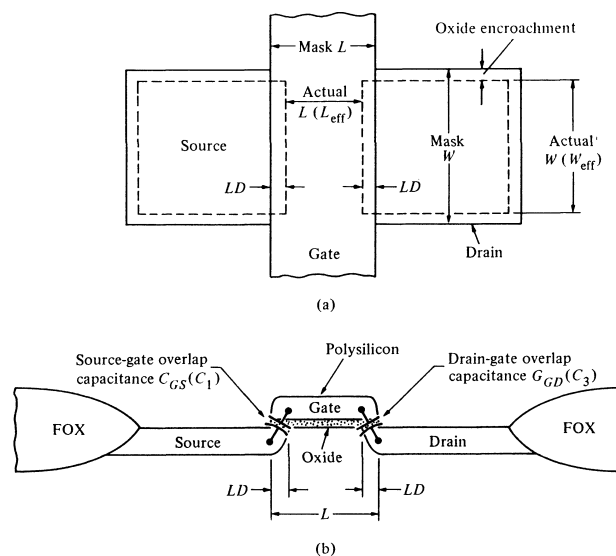 Mask L
Oxide encroachment
Actual
L (Leff)
Source
Mask
W
Actual
W (Weff)
LD
LD
Gate
Drain
(a)
Source-gate overlap
capacitance CGS(C1)
Polysilicon
Drain-gate overlap
capacitance GGD(C3)
Gate
FOX
Source
Oxide
Drain
FOX
LD
LD
L
(b)